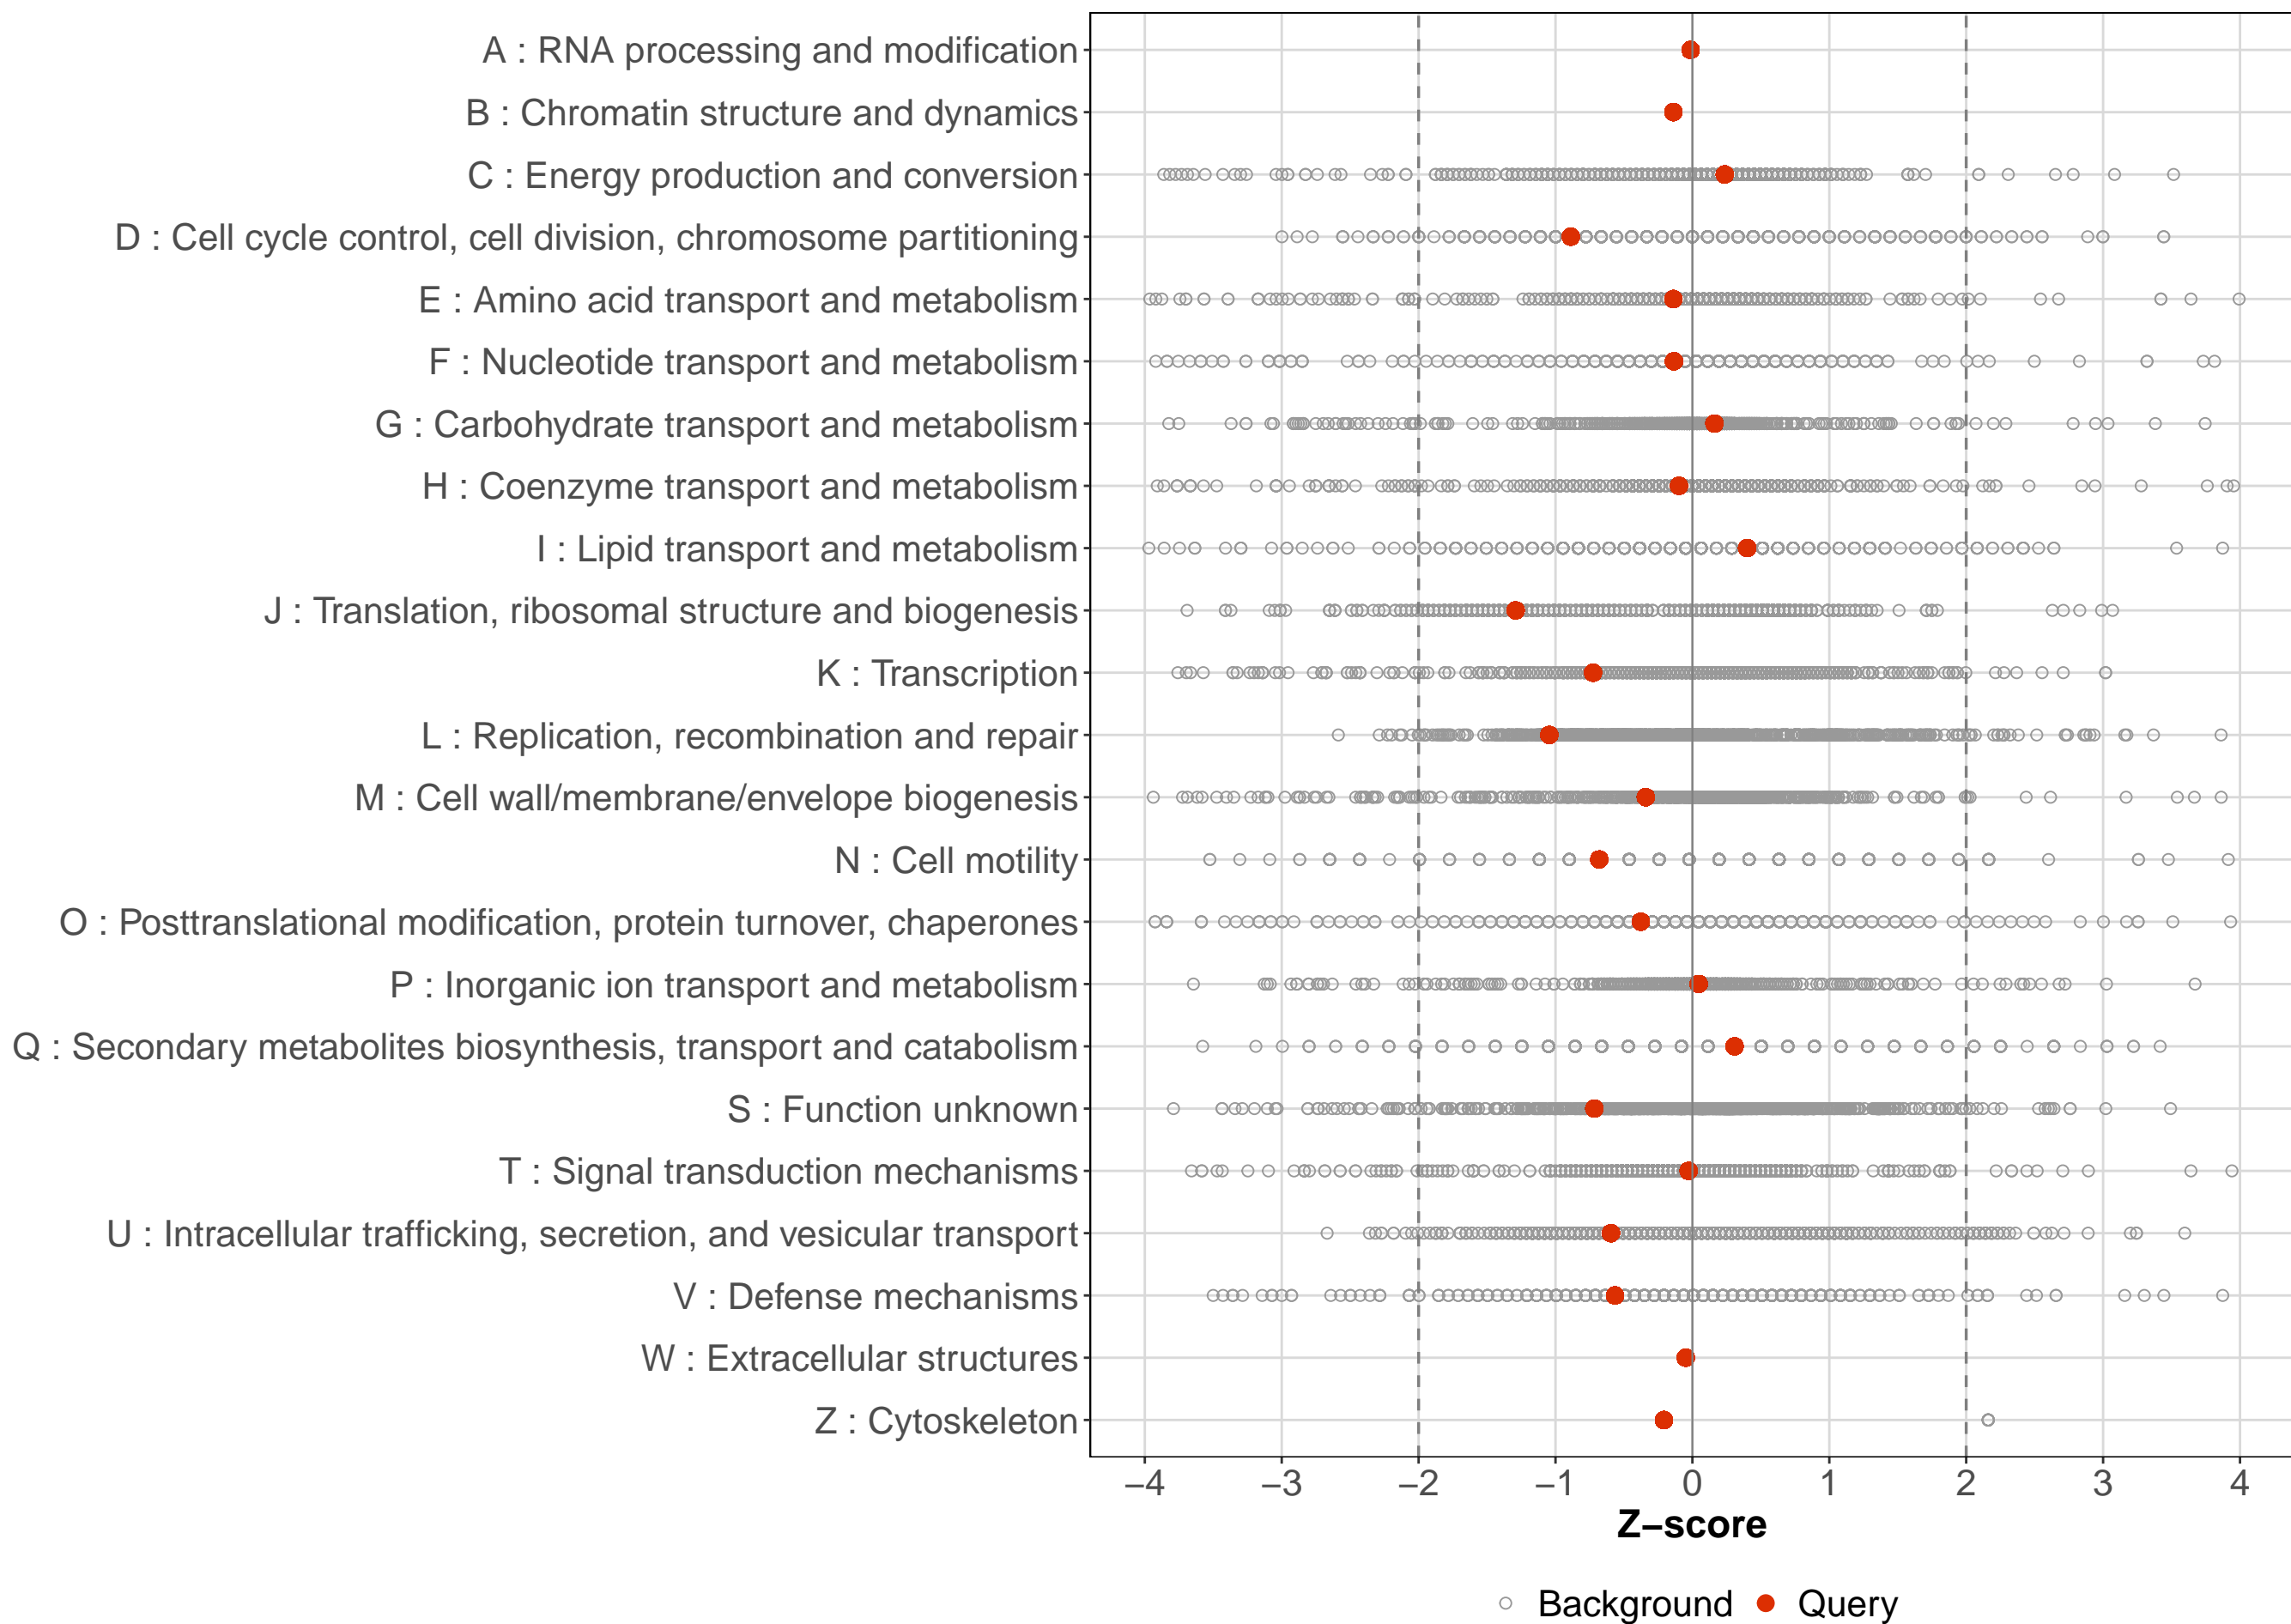 A : RNA processing and modification
B : Chromatin structure and dynamics
C : Energy production and conversion
D : Cell cycle control, cell division, chromosome partitioning
E : Amino acid transport and metabolism
F : Nucleotide transport and metabolism
G : Carbohydrate transport and metabolism
H : Coenzyme transport and metabolism
I : Lipid transport and metabolism
J : Translation, ribosomal structure and biogenesis
K : Transcription
L : Replication, recombination and repair
M : Cell wall/membrane/envelope biogenesis
N : Cell motility
O : Posttranslational modification, protein turnover, chaperones
P : Inorganic ion transport and metabolism
Q : Secondary metabolites biosynthesis, transport and catabolism
S : Function unknown
T : Signal transduction mechanisms
U : Intracellular trafficking, secretion, and vesicular transport
V : Defense mechanisms
W : Extracellular structures
Z : Cytoskeleton
−4 −3 −2 −1 0 1 2 3 4
Z−score
Background Query